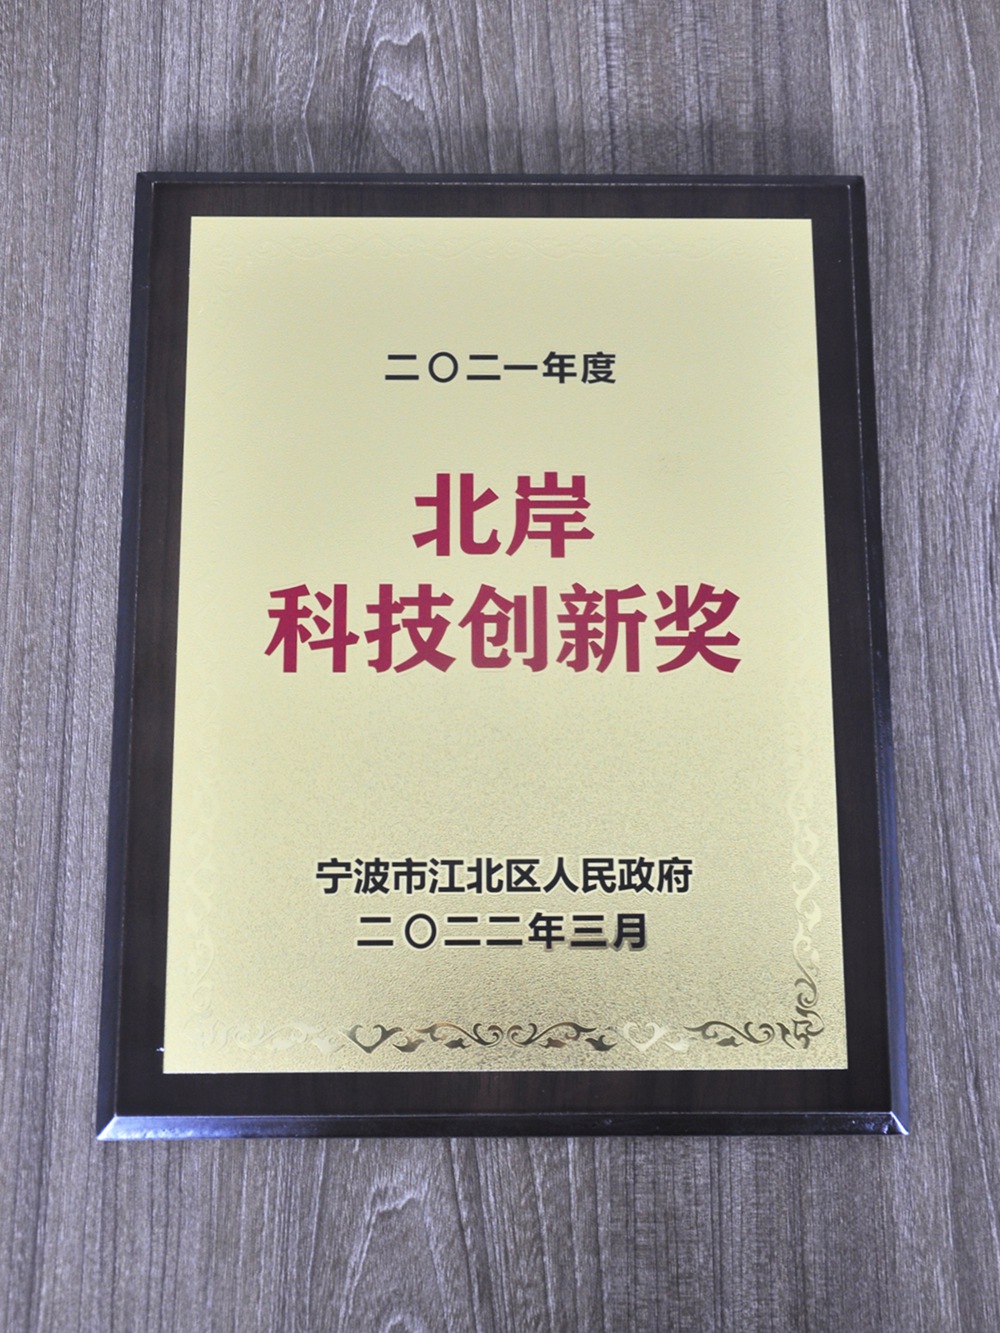 二〇二一年度
北岸
科技创新奖
宁波市江北区人民政府
二〇二二年三月